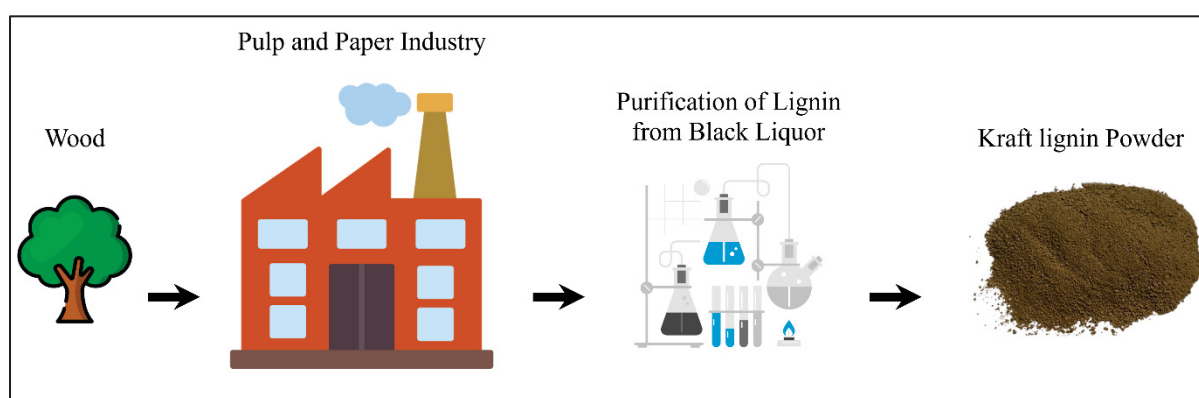 Pulp and Paper Industry
Wood
Purification of Lignin
from Black Liquor
Kraft lignin Powder